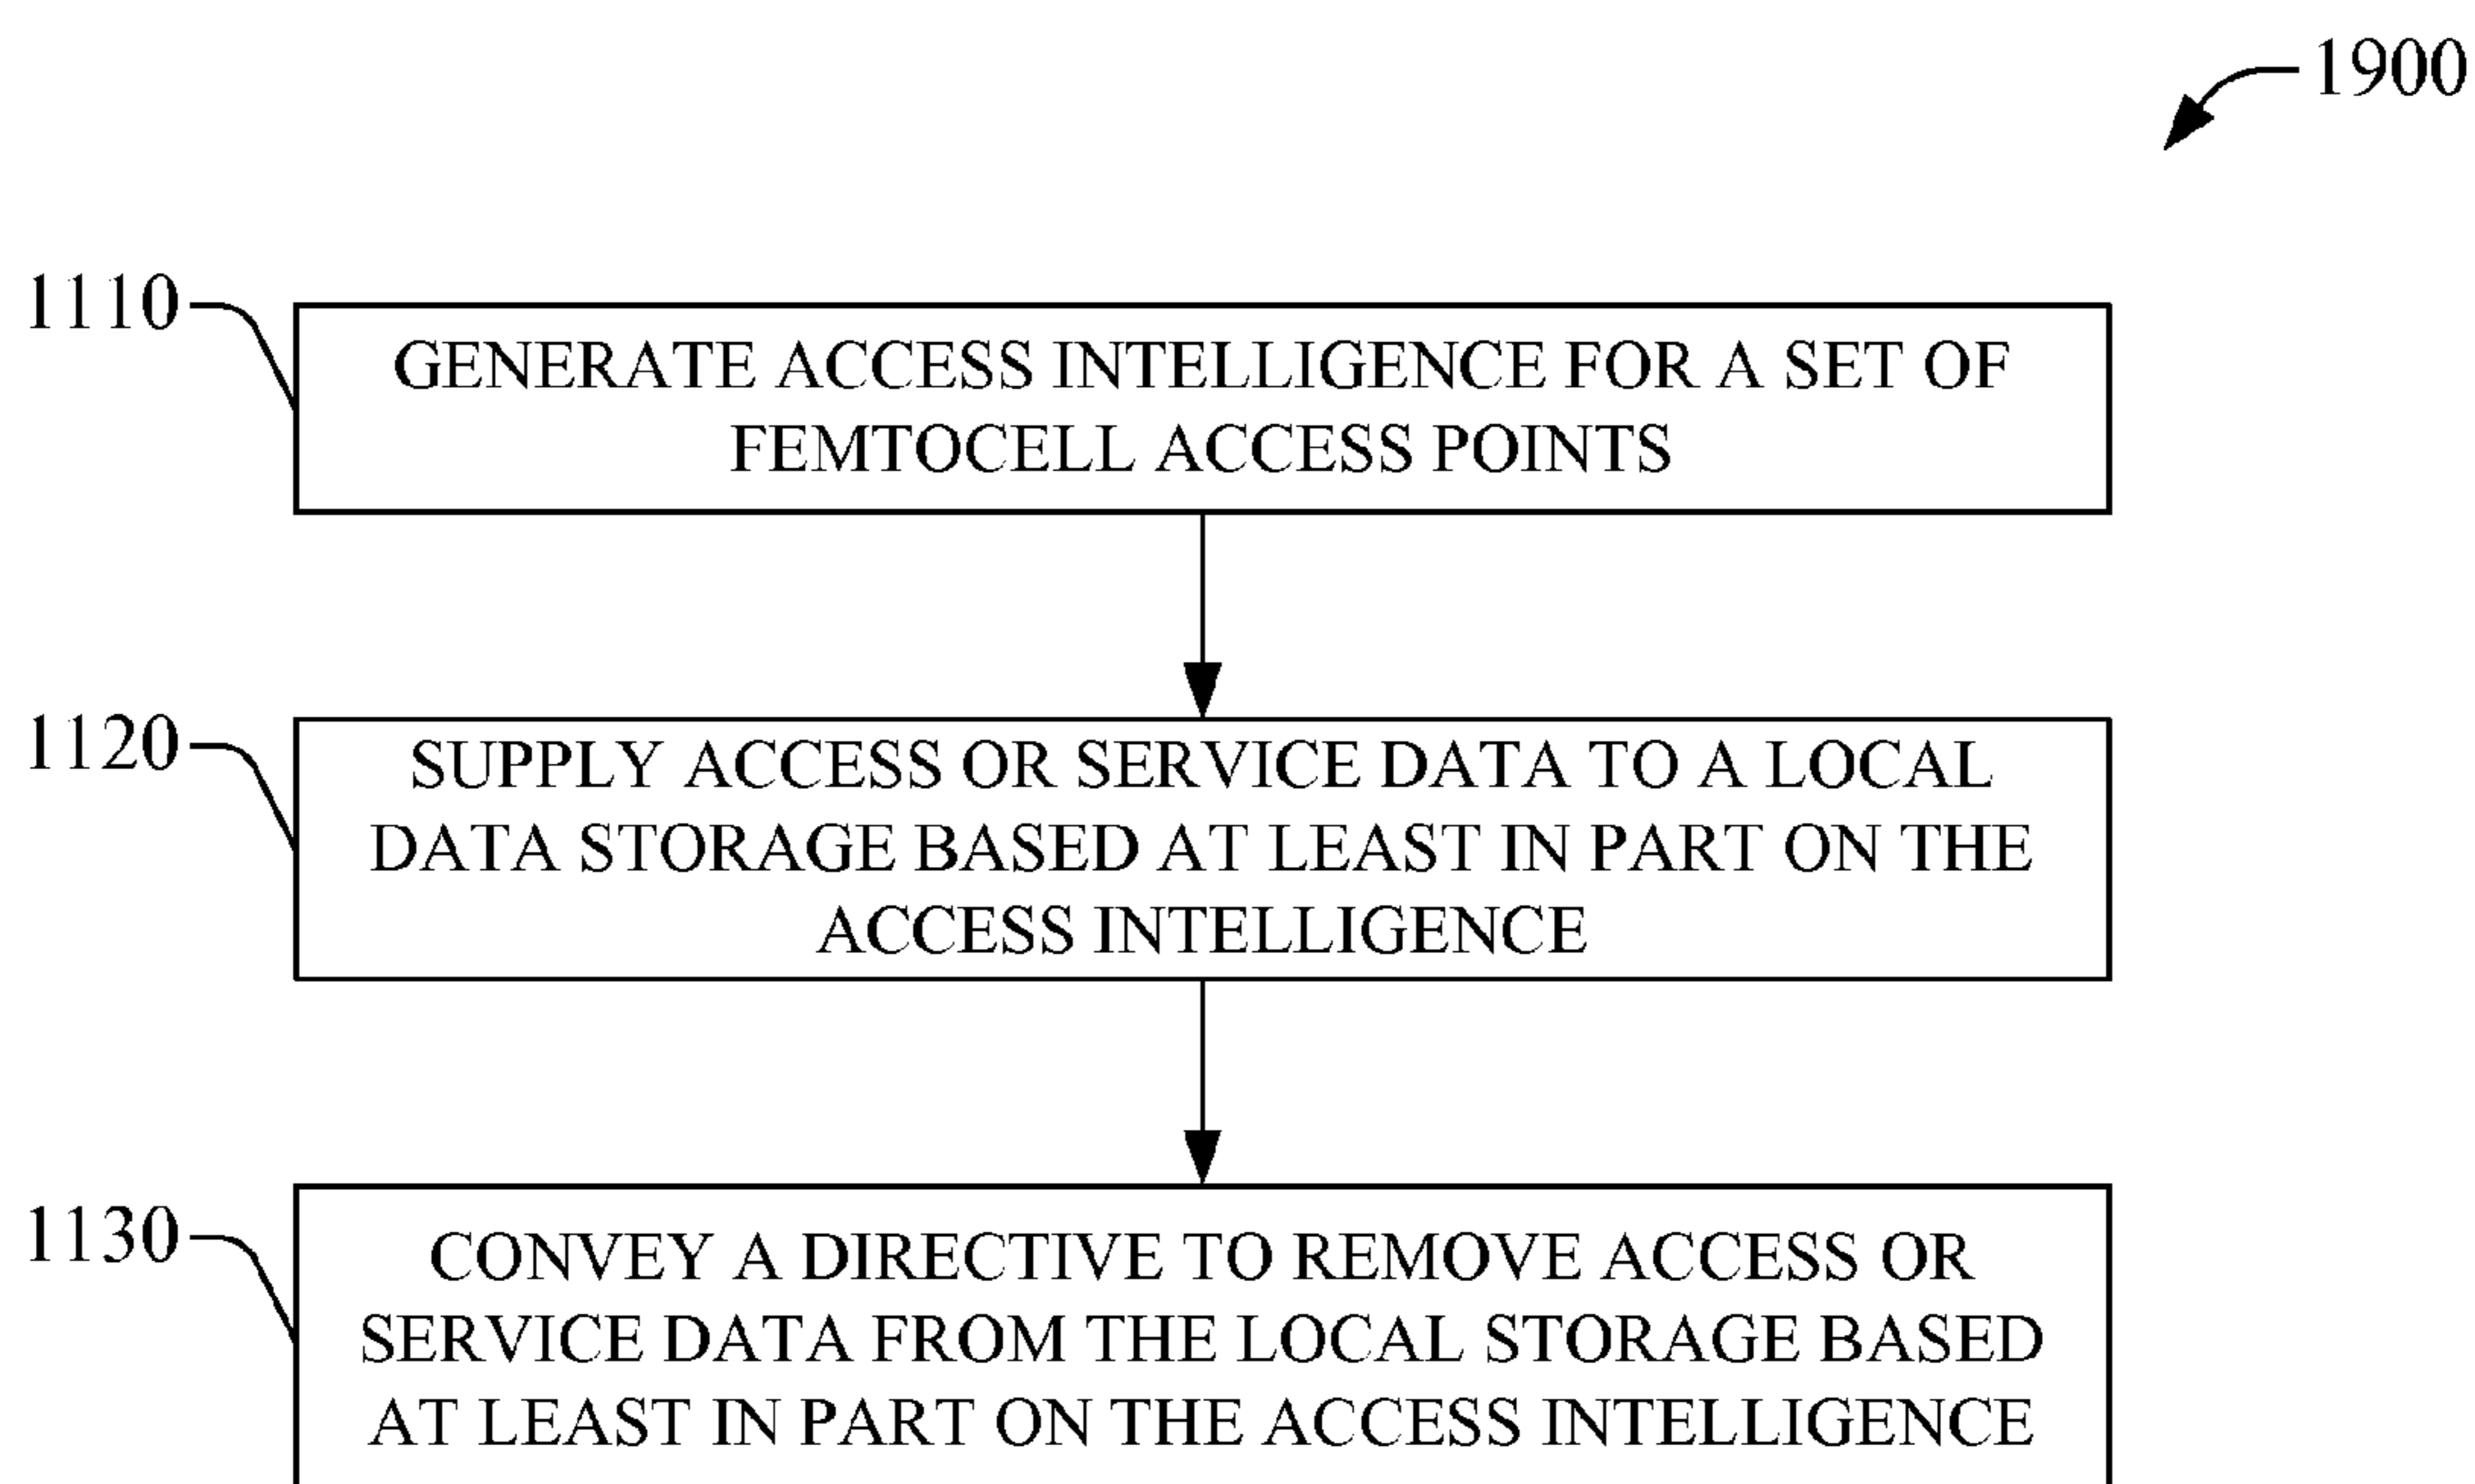 1900
1110
GENERATE ACCESS INTELLIGENCE FOR A SET OF
FEMTOCELL ACCESS POINTS
1120
SUPPLY ACCESS OR SERVICE DATA TO A LOCAL
DATA STORAGE BASED AT LEAST IN PART ON THE
ACCESS INTELLIGENCE
1130
CONVEY A DIRECTIVE TO REMOVE ACCESS OR
SERVICE DATA FROM THE LOCAL STORAGE BASED
AT LEAST IN PART ON THE ACCESS INTELLIGENCE